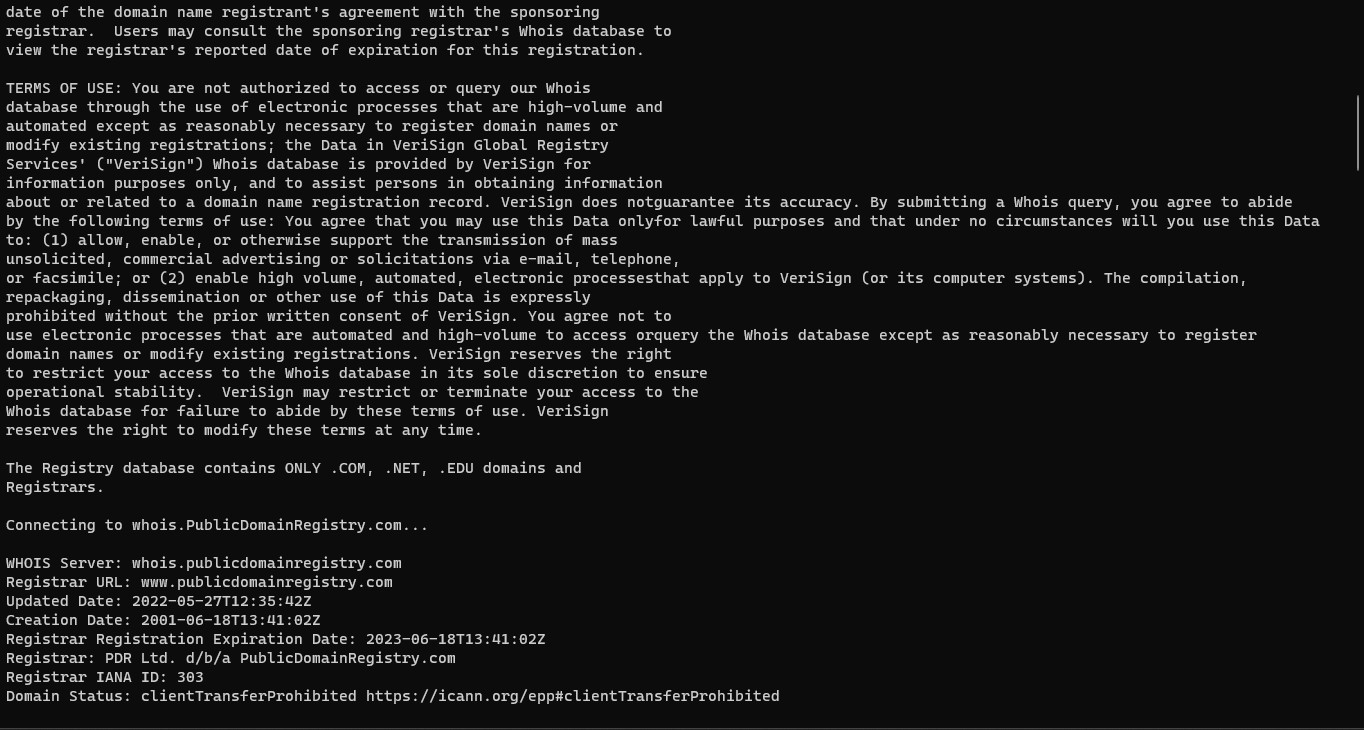 date of the domain name registrant's agreement with the sponsoring
registrar.  Users may consult the sponsoring registrar's Whois database to
view the registrar's reported date of expiration for this registration.

TERMS OF USE: You are not authorized to access or query our Whois
database through the use of electronic processes that are high-volume and
automated except as reasonably necessary to register domain names or
modify existing registrations; the Data in VeriSign Global Registry
Services' ("VeriSign") Whois database is provided by VeriSign for
information purposes only, and to assist persons in obtaining information
about or related to a domain name registration record. VeriSign does notguarantee its accuracy. By submitting a Whois query, you agree to abide
by the following terms of use: You agree that you may use this Data onlyfor lawful purposes and that under no circumstances will you use this Data
to: (1) allow, enable, or otherwise support the transmission of mass
unsolicited, commercial advertising or solicitations via e-mail, telephone,
or facsimile; or (2) enable high volume, automated, electronic processesthat apply to VeriSign (or its computer systems). The compilation,
repackaging, dissemination or other use of this Data is expressly
prohibited without the prior written consent of VeriSign. You agree not to
use electronic processes that are automated and high-volume to access orquery the Whois database except as reasonably necessary to register
domain names or modify existing registrations. VeriSign reserves the right
to restrict your access to the Whois database in its sole discretion to ensure
operational stability.  VeriSign may restrict or terminate your access to the
Whois database for failure to abide by these terms of use. VeriSign
reserves the right to modify these terms at any time.

The Registry database contains ONLY .COM, .NET, .EDU domains and
Registrars.

Connecting to whois.PublicDomainRegistry.com...

WHOIS Server: whois.publicdomainregistry.com
Registrar URL: www.publicdomainregistry.com
Updated Date: 2022-05-27T12:35:42Z
Creation Date: 2001-06-18T13:41:02Z
Registrar Registration Expiration Date: 2023-06-18T13:41:02Z
Registrar: PDR Ltd. d/b/a PublicDomainRegistry.com
Registrar IANA ID: 303
Domain Status: clientTransferProhibited https://icann.org/epp#clientTransferProhibited